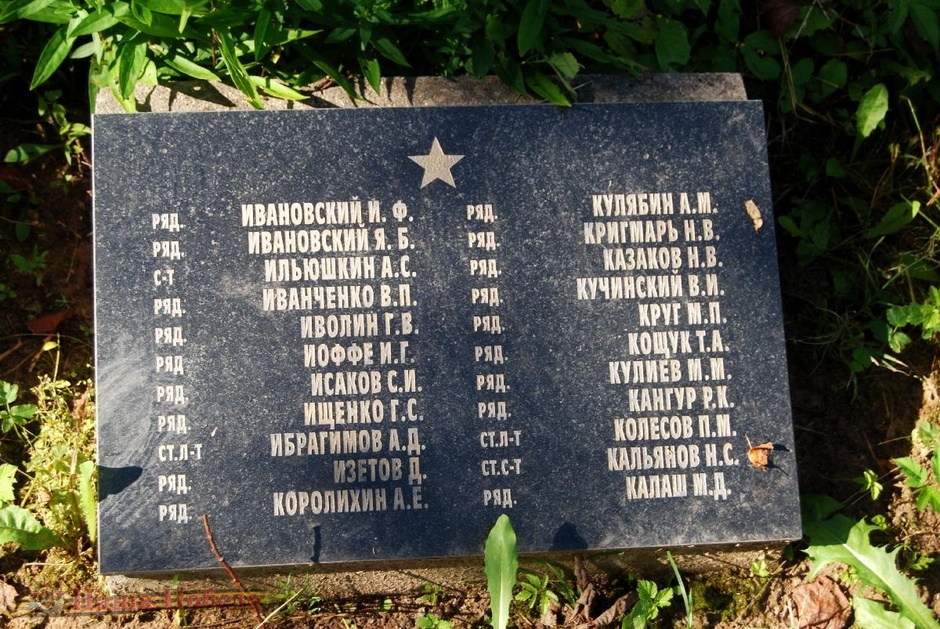 РЯД. ИВАНОВСКИЙ И. Ф.
РЯД. ИВАНОВСКИЙ Я. Б.
С-Т ИЛЬЮШКИН А.С.
РЯД. ИВАНЧЕНКО В.П.
РЯД. ИВОЛИН Г.В.
РЯД ИОФФЕ И.Г.
РЯД. ИСАКОВ С.И.
РЯД. ИЩЕНКО Г.С.
СТ.Л-Т ИБРАГИМОВ А.Д.
РЯД. ИЗЕТОВ Д.
РЯД. КОРОЛИХИН А.Е.
РЯД. КУЛЯБИН А.М.
РЯД. КРИГМАРЬ Н.В.
РЯД. КАЗАКОВ Н.В.
РЯД. КУЧИНСКИЙ В.И.
РЯД. КРУГ М.П.
РЯД. КОЩУК Т.А.
РЯД. КУЛИЕВ М.М.
РЯД. КАНГУР Р.К.
СТ.Л-Т КОЛЕСОВ П.М.
СТ.С-Т КАЛЬЯНОВ Н.С.
РЯД. КАЛАШ М.Д.